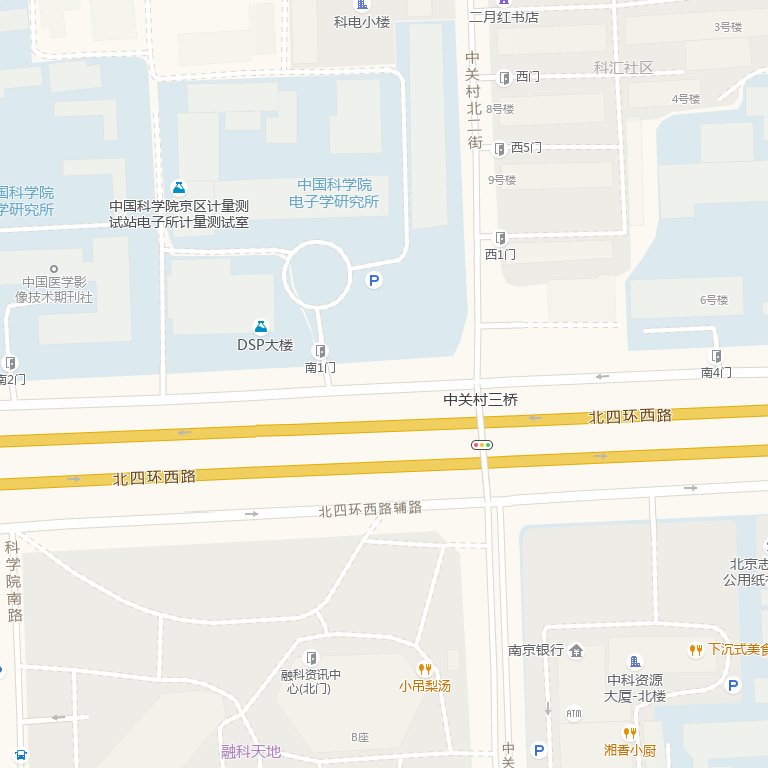 科电小楼
二月红书店
3号楼
中关村北二街
科汇社区
西门
8号楼
4号楼
西5门
国科学院
学研究所
中国科学院
电子学研究所
9号楼
中国科学院京区计量测
试站电子所计量测试室
西1门
中国医学影
像技术期刊社
P
6号楼
DSP大楼
南1门
南2门
南4门
中关村三桥
北四环西路
北四环西路
北四环西路辅路
科学院南路
北京志
公用纸
南京银行
下沉式美食
融科资讯中
心(北门)
小吊梨汤
中科资源
大厦-北楼
P
ATM
B座
融科天地
中关
P
湘香小厨